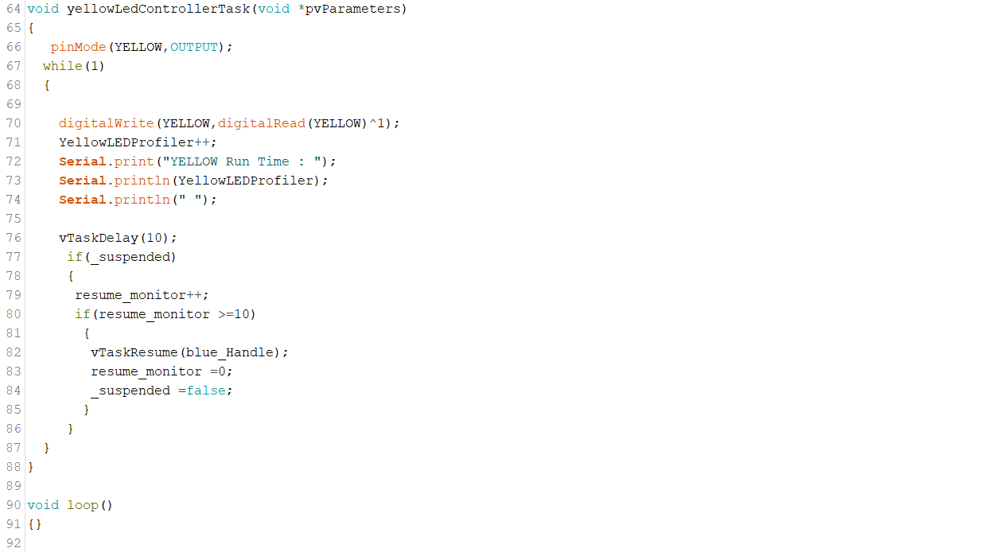 64 void yellowLedControllerTask(void *pvParameters)
65 {
66    pinMode(YELLOW,OUTPUT);
67   while(1)
68   {
69
70     digitalWrite(YELLOW,digitalRead(YELLOW)^1);
71     YellowLEDProfiler++;
72     Serial.print("YELLOW Run Time : ");
73     Serial.println(YellowLEDProfiler);
74     Serial.println(" ");
75
76     vTaskDelay(10);
77      if(_suspended)
78      {
79       resume_monitor++;
80       if(resume_monitor >=10)
81        {
82         vTaskResume(blue_Handle);
83         resume_monitor =0;
84         _suspended =false;
85        }
86      }
87   }
88 }
89
90 void loop()
91 {}
92